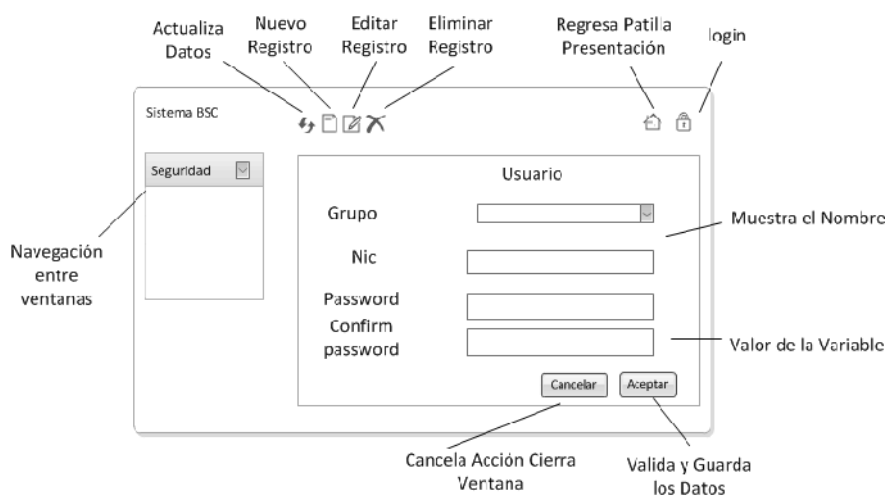 Actualiza
Datos
Nuevo
Registro
Editar
Registro
Eliminar
Registro
Regresa Patilla
Presentación
login
Sistema BSC
Seguridad
Usuario
Grupo
Nic
Password
Confirm
password
Cancelar
Aceptar
Navegación
entre
ventanas
Muestra el Nombre
Valor de la Variable
Cancela Acción Cierra
Ventana
Valida y Guarda
los Datos